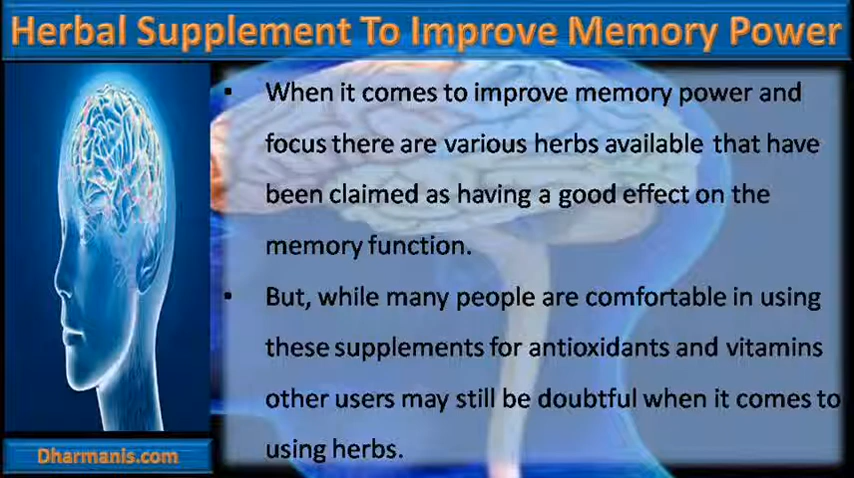 Herbal Supplement To Improve Memory Power
▪ When it comes to improve memory power and
focus there are various herbs available that have
been claimed as having a good effect on the
memory function.
▪ But, while many people are comfortable in using
these supplements for antioxidants and vitamins
other users may still be doubtful when it comes to
using herbs.
Dharmanis.com